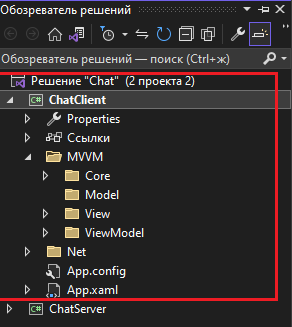 Обозреватель решений
Обозреватель решений — поиск (Ctrl+ж)
Решение "Chat" (2 проекта 2)
C# ChatClient
Properties
Ссылки
MVVM
Core
Model
View
ViewModel
Net
App.config
App.xaml
C# ChatServer